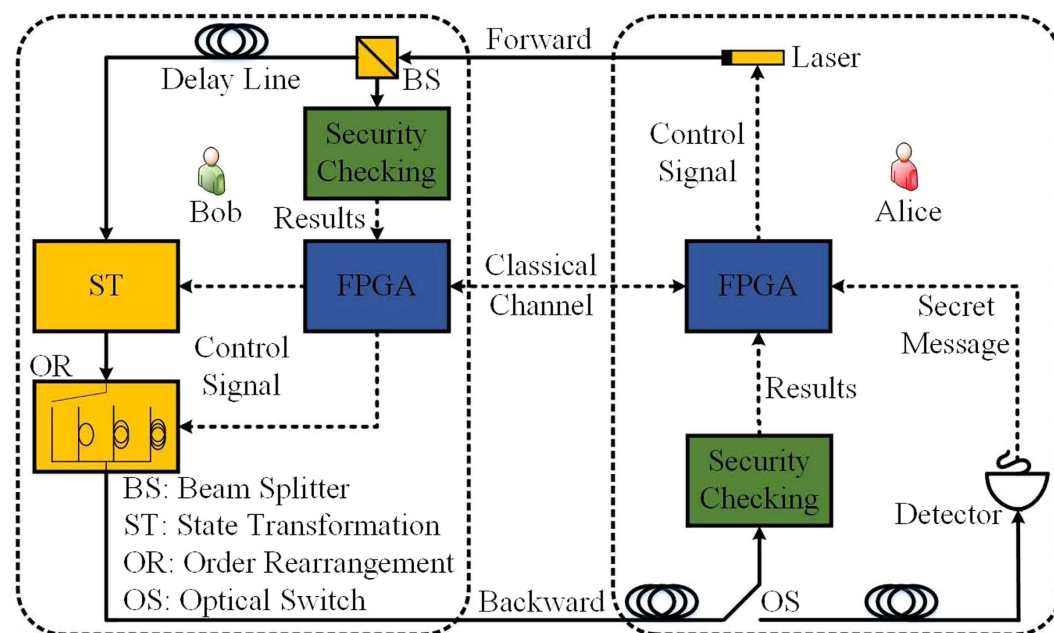 Forward
Laser
Delay Line
BS
Security
Checking
Control
Signal
Bob
Alice
Results
ST
FPGA
Classical
Channel
FPGA
Secret
Message
Control
Signal
OR
Results
Security
Checking
Detector
BS: Beam Splitter
ST: State Transformation
OR: Order Rearrangement
OS: Optical Switch
Backward
OS